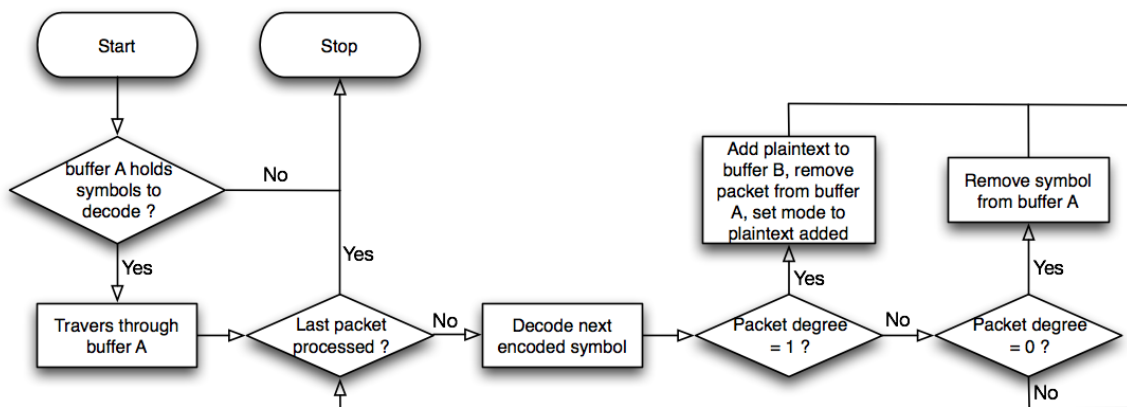 Start
Stop
buffer A holds
symbols to
decode ?
No
Yes
Travers through
buffer A
Last packet
processed ?
Yes
No
Decode next
encoded symbol
Add plaintext to
buffer B, remove
packet from buffer
A, set mode to
plaintext added
Yes
Packet degree
= 1 ?
No
Remove symbol
from buffer A
Yes
Packet degree
= 0 ?
No